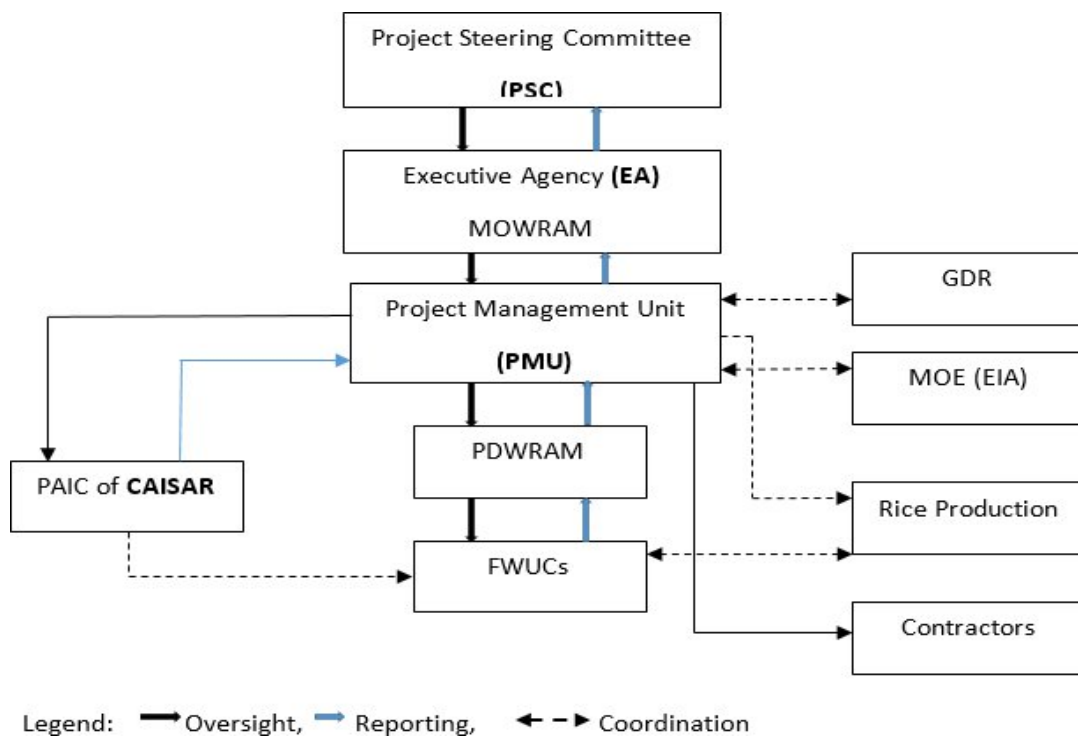 Project Steering Committee
(PSC)
Executive Agency (EA)
MOWRAM
Project Management Unit
(PMU)
GDR
MOE (EIA)
PDWRAM
PAIC of CAISAR
Rice Production
FWUCs
Contractors
Legend: Oversight, Reporting, Coordination